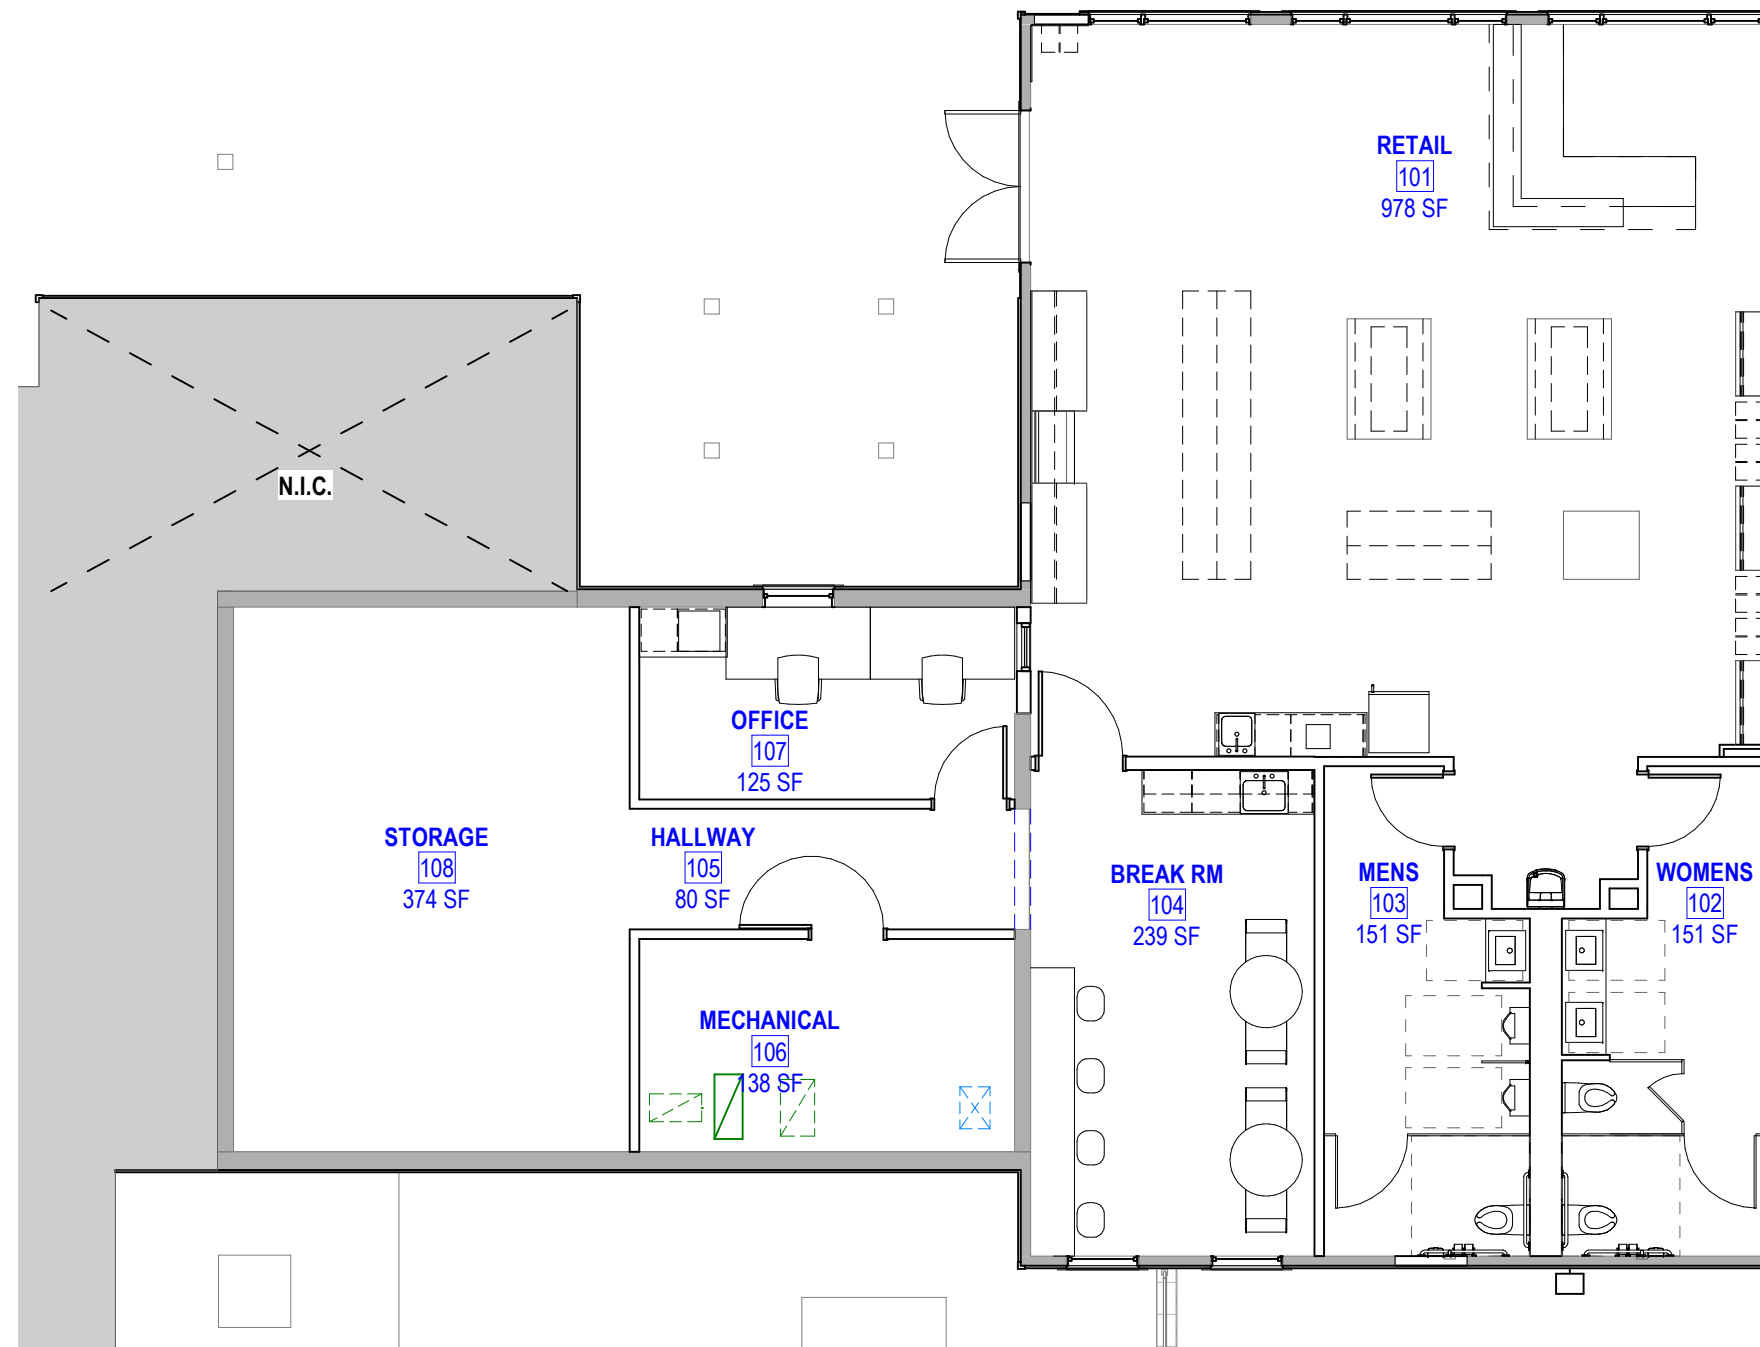 RETAIL
101
978 SF
N.I.C.
OFFICE
107
125 SF
STORAGE
108
374 SF
HALLWAY
105
80 SF
BREAK RM
104
239 SF
MENS
103
151 SF
WOMENS
102
151 SF
MECHANICAL
106
138 SF